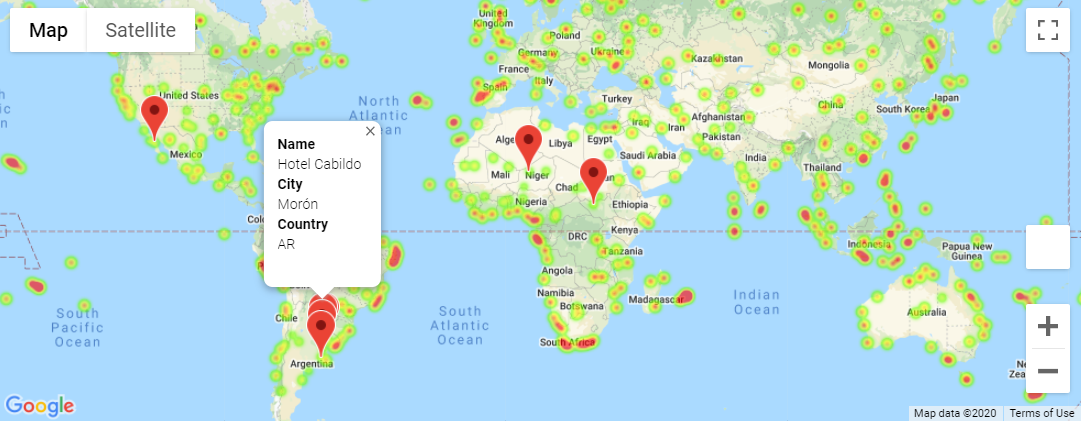 Map Satellite
United Kingdom
Poland
Germany
Ukraine
France
Kazakhstan
Mongolia
Italy
Spain
Turkey
China
South Korea
Japan
United States
North
Atlantic
Afghanistan
Iraq
Iran
Pakistan
Libya
Egypt
Saudi Arabia
India
Thailand
Mexico
Mali
Niger
Chad
Nigeria
Ethiopia
DRC
Kenya
Tanzania
Indonesia
Papua New
Guinea
Angola
Namibia
Botswana
Madagascar
Indian
Ocean
Australia
South
Pacific
Ocean
South
Atlantic
Ocean
Chile
South Africa
Argentina
Name
Hotel Cabildo
City
Morón
Country
AR
Google
Map data ©2020 Terms of Use